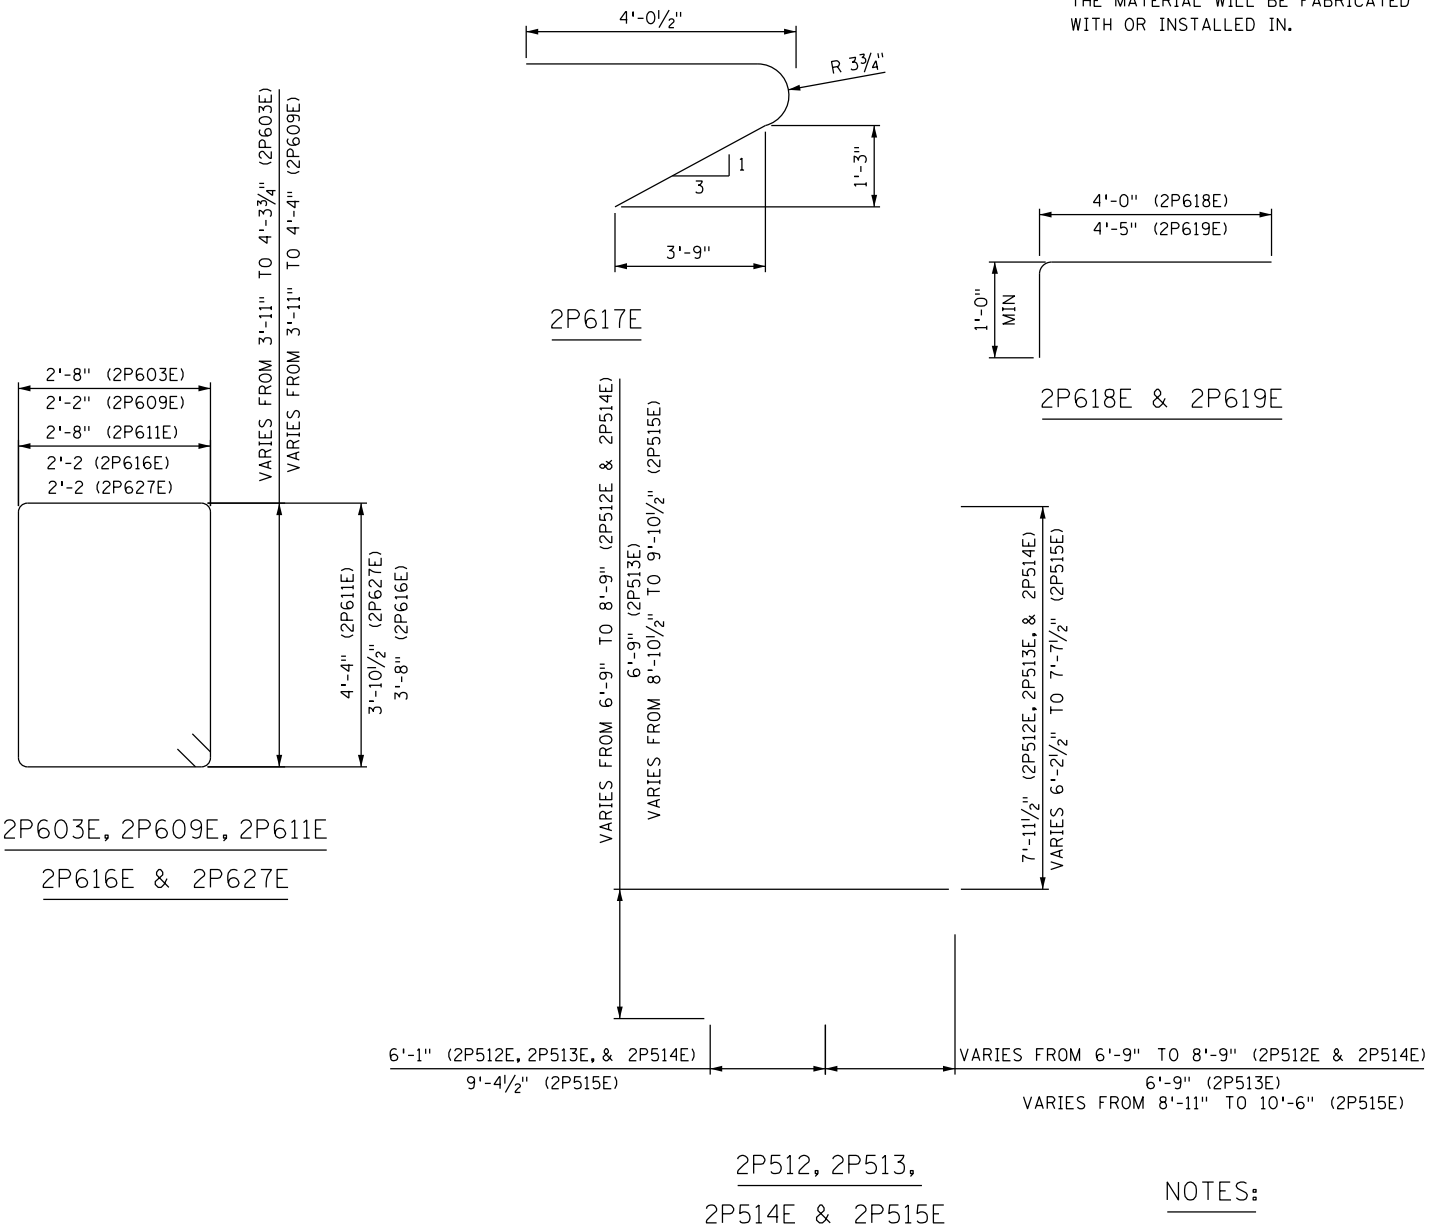 THE MATERIAL WILL BE FABRICATED
WITH OR INSTALLED IN.
4'-0½"
R 3¾"
1
3
1'-3"
3'-9"
2P617E
4'-0" (2P618E)
4'-5" (2P619E)
1'-0"
MIN
2P618E & 2P619E
VARIES FROM 3'-11" TO 4'-3¾" (2P603E)
VARIES FROM 3'-11" TO 4'-4" (2P609E)
2'-8" (2P603E)
2'-2" (2P609E)
2'-8" (2P611E)
2'-2 (2P616E)
2'-2 (2P627E)
4'-4" (2P611E)
3'-10½" (2P627E)
3'-8" (2P616E)
2P603E, 2P609E, 2P611E
2P616E & 2P627E
VARIES FROM 6'-9" TO 8'-9" (2P512E & 2P514E)
6'-9" (2P513E)
VARIES FROM 8'-10½" TO 9'-10½" (2P515E)
7'-11½" (2P512E, 2P513E, & 2P514E)
VARIES 6'-2½" TO 7'-7½" (2P515E)
6'-1" (2P512E, 2P513E, & 2P514E)
9'-4½" (2P515E)
VARIES FROM 6'-9" TO 8'-9" (2P512E & 2P514E)
6'-9" (2P513E)
VARIES FROM 8'-11" TO 10'-6" (2P515E)
2P512, 2P513,
2P514E & 2P515E
NOTES: